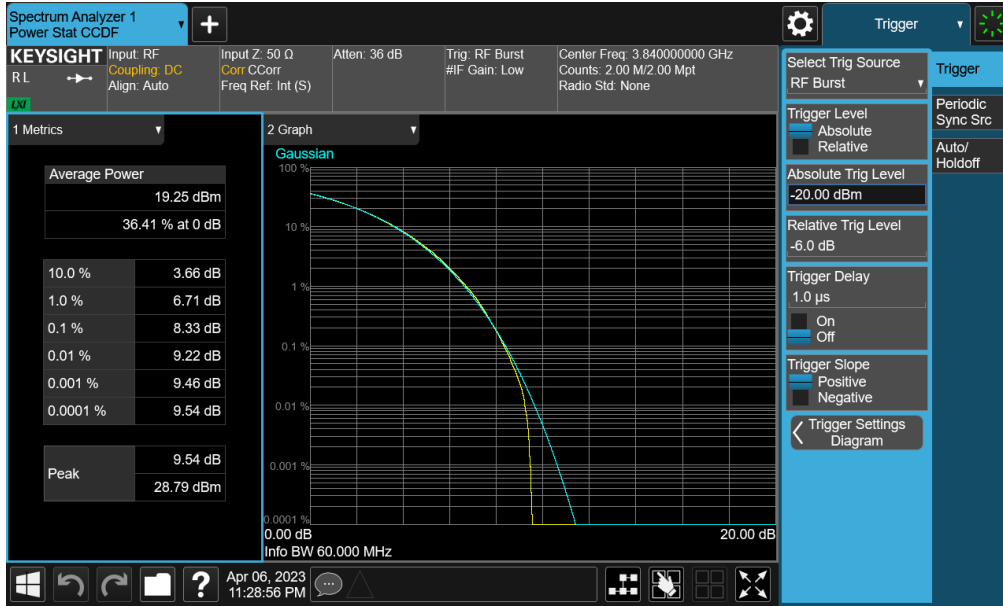 Spectrum Analyzer 1
Power Stat CCDF
Trigger
KEYSIGHT
R L
LXI
Input: RF
Coupling: DC
Align: Auto
Input Z: 50 Ω
Corr CCorr
Freq Ref: Int (S)
Atten: 36 dB
Trig: RF Burst
#IF Gain: Low
Center Freq: 3.840000000 GHz
Counts: 2.00 M/2.00 Mpt
Radio Std: None
1 Metrics
Average Power
19.25 dBm
36.41 % at 0 dB
10.0 % 3.66 dB
1.0 % 6.71 dB
0.1 % 8.33 dB
0.01 % 9.22 dB
0.001 % 9.46 dB
0.0001 % 9.54 dB
Peak
9.54 dB
28.79 dBm
2 Graph
Gaussian
100 %
10 %
1 %
0.1 %
0.01 %
0.001 %
0.0001 %
0.00 dB 20.00 dB
Info BW 60.000 MHz
Select Trig Source
RF Burst
Trigger Level
Absolute
Relative
Absolute Trig Level
-20.00 dBm
Relative Trig Level
-6.0 dB
Trigger Delay
1.0 µs
On
Off
Trigger Slope
Positive
Negative
Trigger Settings
Diagram
Trigger
Periodic
Sync Src
Auto/
Holdoff
?
Apr 06, 2023
11:28:56 PM